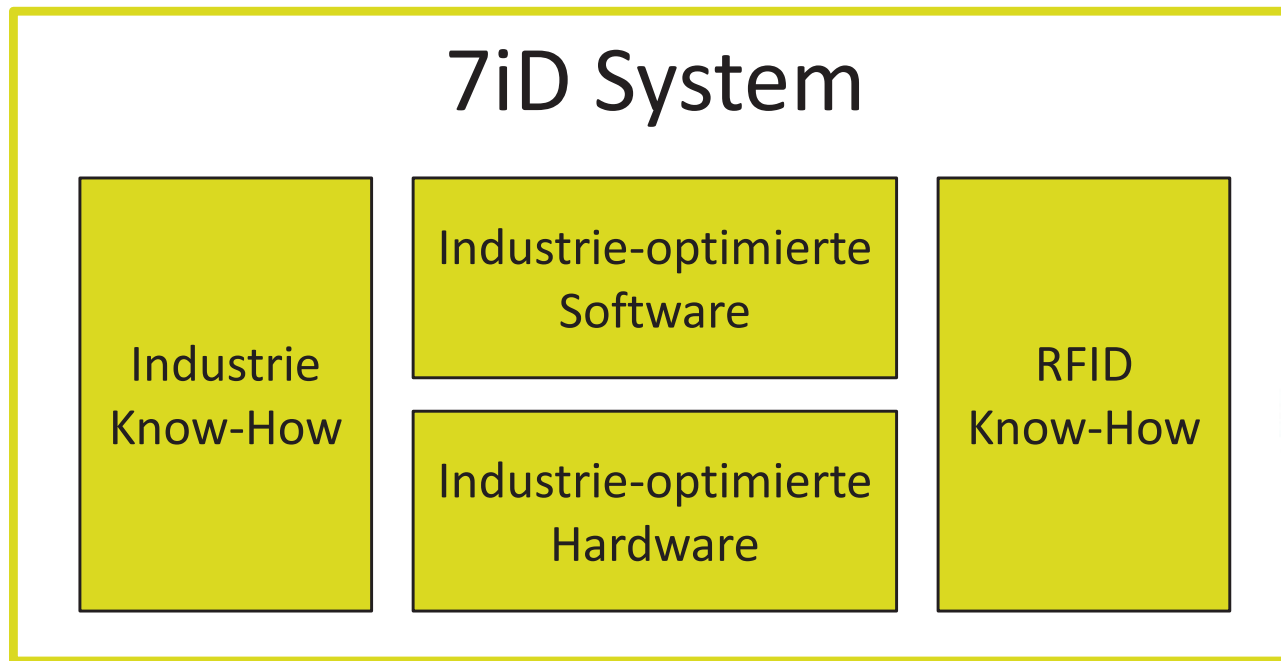 7iD System
Industrie
Know-How
Industrie-optimierte
Software
Industrie-optimierte
Hardware
RFID
Know-How